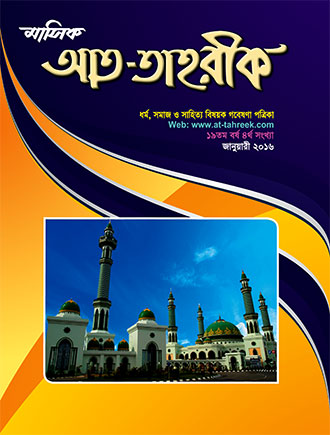 মাসিক
আত-তাহরীক
ধর্ম, সমাজ ও সাহিত্য বিষয়ক গবেষণা পত্রিকা
Web: www.at-tahreek.com
১৯তম বর্ষ ৪র্থ সংখ্যা
জানুয়ারী ২০১৬